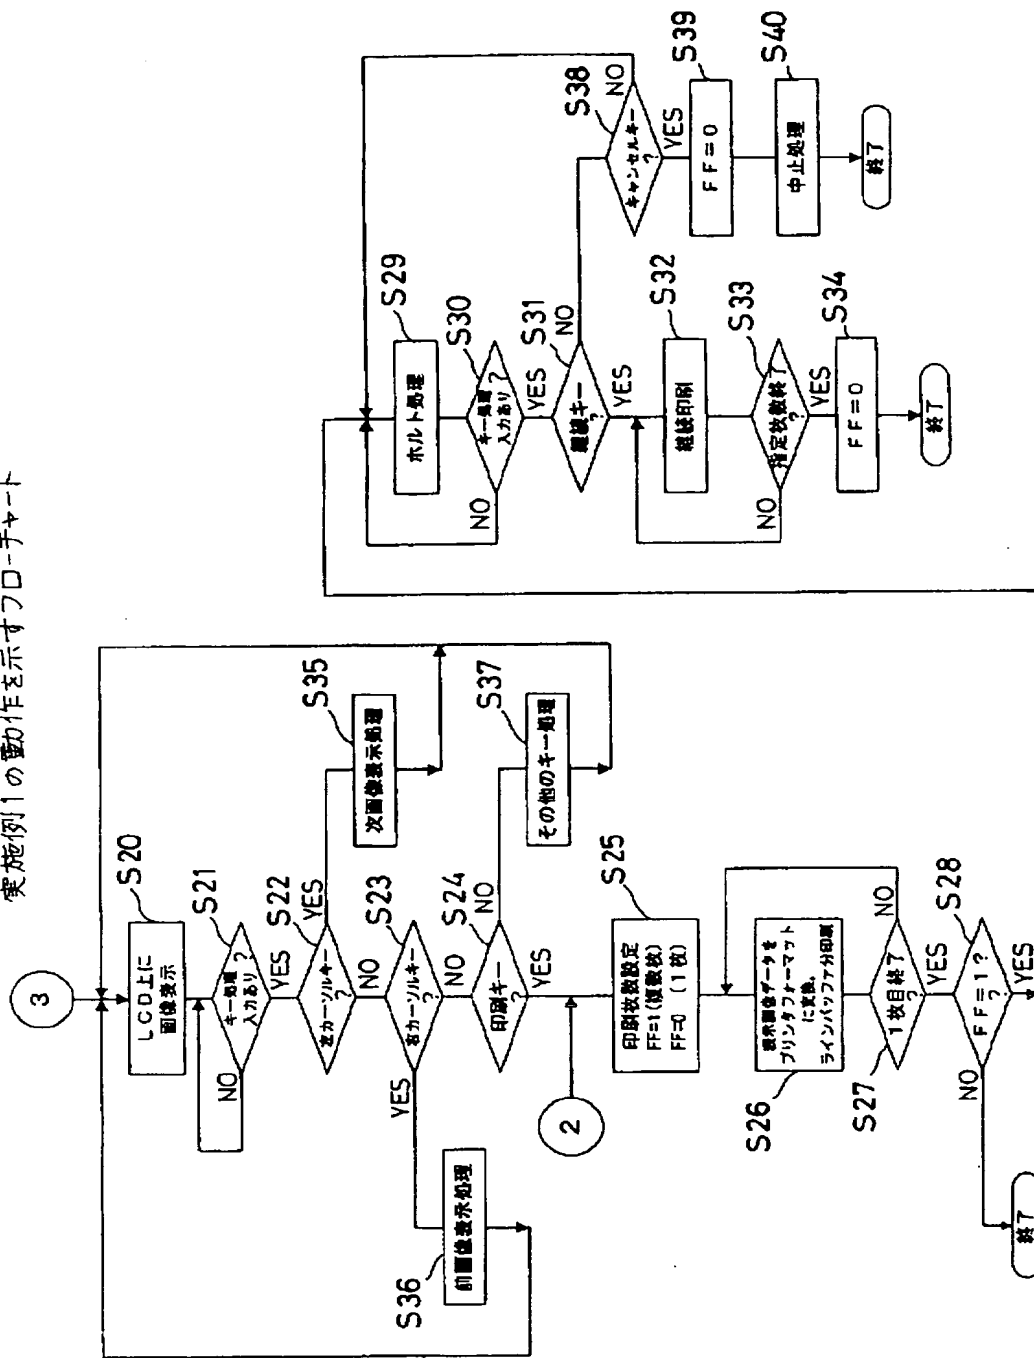 実施例1の動作を示すフローチャート
3
LCD上に
画像表示
S20
キー処理
入力あり?
S21
NO
YES
左カーソルキー
?
S22
YES
NO
次画像表示処理
S35
右カーソルキー
?
S23
YES
NO
前画像表示処理
S36
印刷キー
?
S24
NO
YES
その他のキー処理
S37
2
印刷枚数設定
FF=1(複数枚)
FF=0 (1枚)
S25
表示画像データを
プリンタフォーマット
に変換。
ラインバッファ分印刷
S26
1枚目終了
?
S27
NO
YES
FF=1?
?
S28
NO
YES
終了
ホルト処理
S29
キー処理
入力あり?
S30
NO
YES
継続キー
?
S31
NO
YES
継続印刷
S32
指定枚数終了
?
S33
NO
YES
FF=0
S34
終了
キャンセルキー
?
S38
NO
YES
FF=0
S39
中止処理
S40
終了